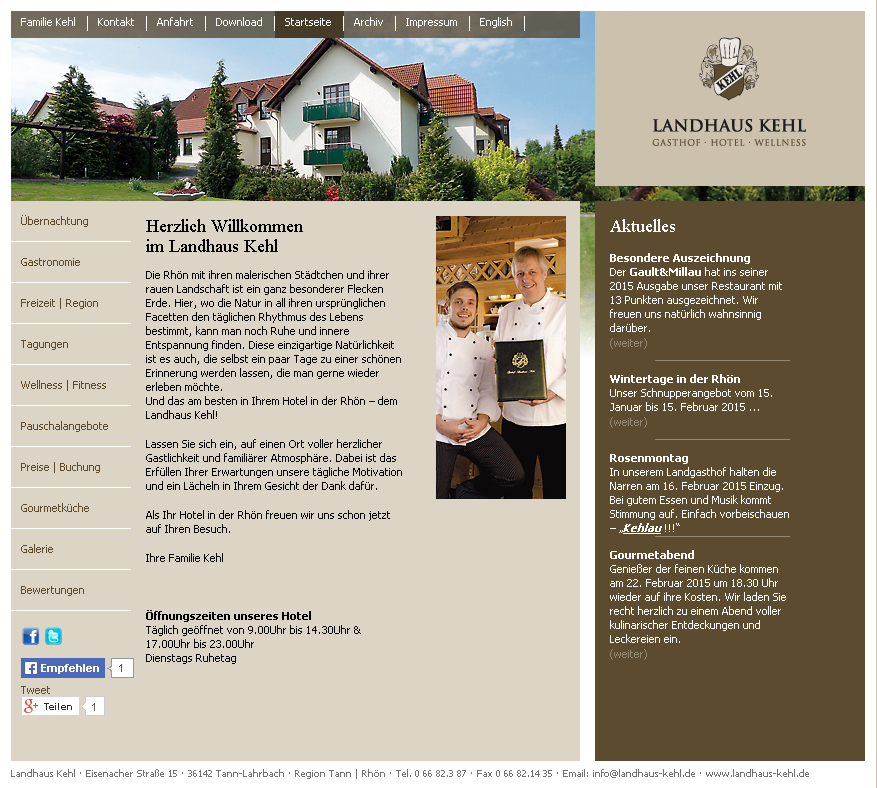 Familie Kehl | Kontakt | Anfahrt | Download | Startseite | Archiv | Impressum | English |
KEHL
LANDHAUS KEHL
GASTHOF · HOTEL · WELLNESS
Übernachtung
Gastronomie
Freizeit | Region
Tagungen
Wellness | Fitness
Pauschalangebote
Preise | Buchung
Gourmetküche
Galerie
Bewertungen
Empfehlen 1
Tweet
Teilen 1
Herzlich Willkommen
im Landhaus Kehl
Die Rhön mit ihren malerischen Städtchen und ihrer
rauen Landschaft ist ein ganz besonderer Flecken
Erde. Hier, wo die Natur in all ihren ursprünglichen
Facetten den täglichen Rhythmus des Lebens
bestimmt, kann man noch Ruhe und innere
Entspannung finden. Diese einzigartige Natürlichkeit
ist es auch, die selbst ein paar Tage zu einer schönen
Erinnerung werden lassen, die man gerne wieder
erleben möchte.
Und das am besten in Ihrem Hotel in der Rhön – dem
Landhaus Kehl!
Lassen Sie sich ein, auf einen Ort voller herzlicher
Gastlichkeit und familiärer Atmosphäre. Dabei ist das
Erfüllen Ihrer Erwartungen unsere tägliche Motivation
und ein Lächeln in Ihrem Gesicht der Dank dafür.
Als Ihr Hotel in der Rhön freuen wir uns schon jetzt
auf Ihren Besuch.
Ihre Familie Kehl
Öffnungszeiten unseres Hotel
Täglich geöffnet von 9.00Uhr bis 14.30Uhr &
17.00Uhr bis 23.00Uhr
Dienstags Ruhetag
Aktuelles
Besondere Auszeichnung
Der Gault&Millau hat ins seiner
2015 Ausgabe unser Restaurant mit
13 Punkten ausgezeichnet. Wir
freuen uns natürlich wahnsinnig
darüber.
(weiter)
Wintertage in der Rhön
Unser Schnupperangebot vom 15.
Januar bis 15. Februar 2015 ...
(weiter)
Rosenmontag
In unserem Landgasthof halten die
Narren am 16. Februar 2015 Einzug.
Bei gutem Essen und Musik kommt
Stimmung auf. Einfach vorbeischauen
– „Kehlau !!!“
Gourmetabend
Genießer der feinen Küche kommen
am 22. Februar 2015 um 18.30 Uhr
wieder auf ihre Kosten. Wir laden Sie
recht herzlich zu einem Abend voller
kulinarischer Entdeckungen und
Leckereien ein.
(weiter)
Landhaus Kehl · Eisenacher Straße 15 · 36142 Tann-Lahrbach · Region Tann | Rhön · Tel. 0 66 82.3 87 · Fax 0 66 82.14 35 · Email: info@landhaus-kehl.de · www.landhaus-kehl.de